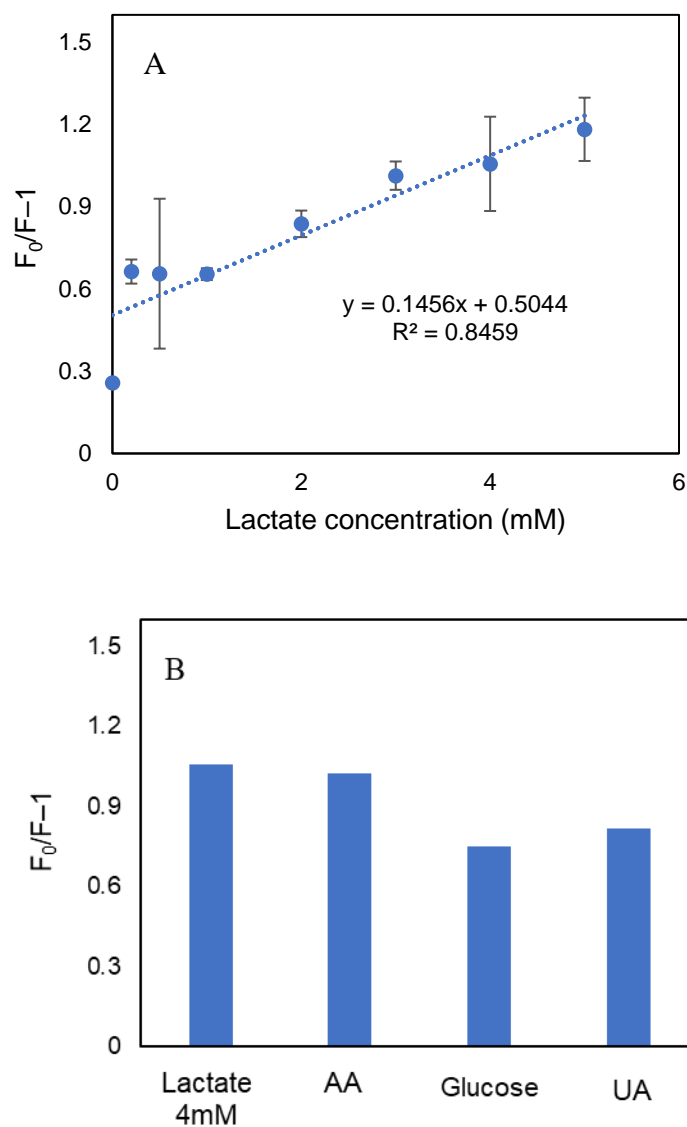 A
1.5
1.2
0.9
0.6
0.3
0
F₀/F–1
y = 0.1456x + 0.5044
R² = 0.8459
0 2 4 6
Lactate concentration (mM)
B
1.5
1.2
0.9
0.6
0.3
0
F₀/F–1
Lactate AA Glucose UA
4mM